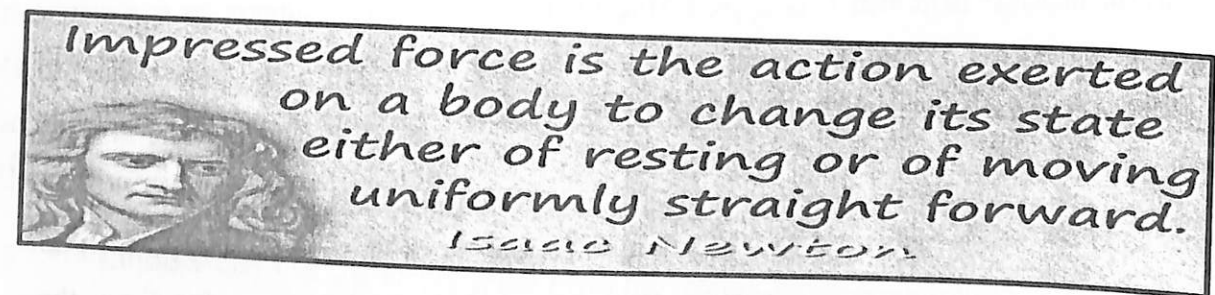 Impressed force is the action exerted
on a body to change its state
either of resting or of moving
uniformly straight forward.
Isaac Newton